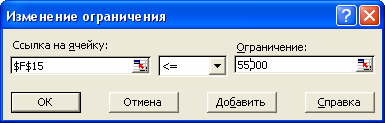 Изменение ограничения
Ссылка на ячейку: Ограничение:
$F$15 <= 55000
OK Отмена Добавить Справка